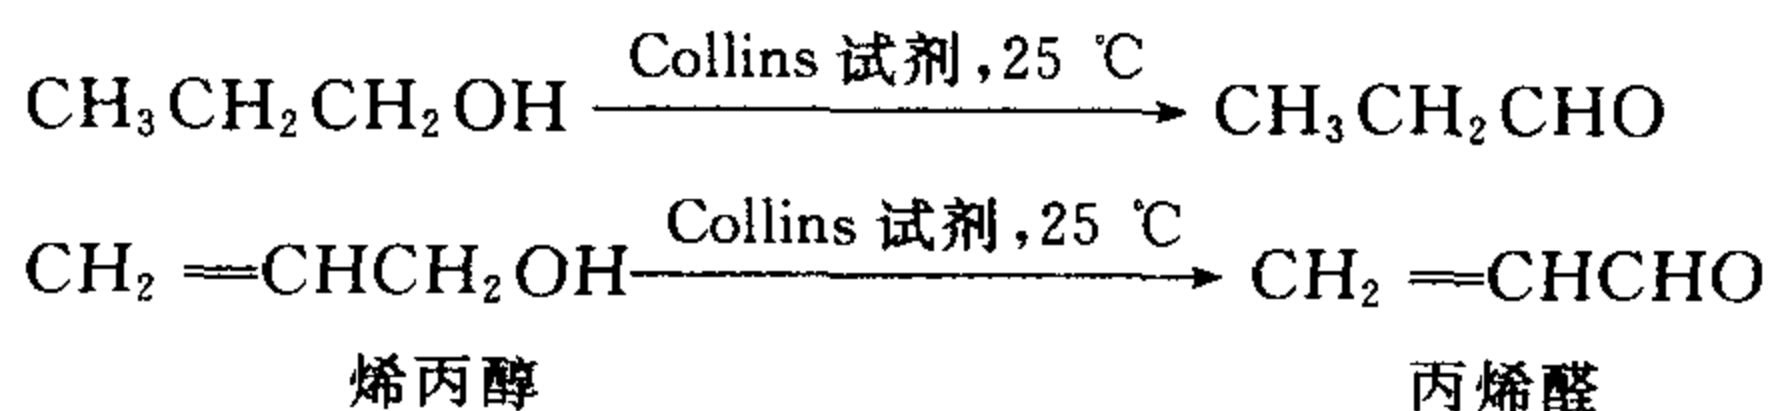 Collins 试剂,25 ℃
CH₃CH₂CH₂OH ⟶ CH₃CH₂CHO
Collins 试剂,25 ℃
CH₂=CHCH₂OH ⟶ CH₂=CHCHO
烯丙醇 丙烯醛